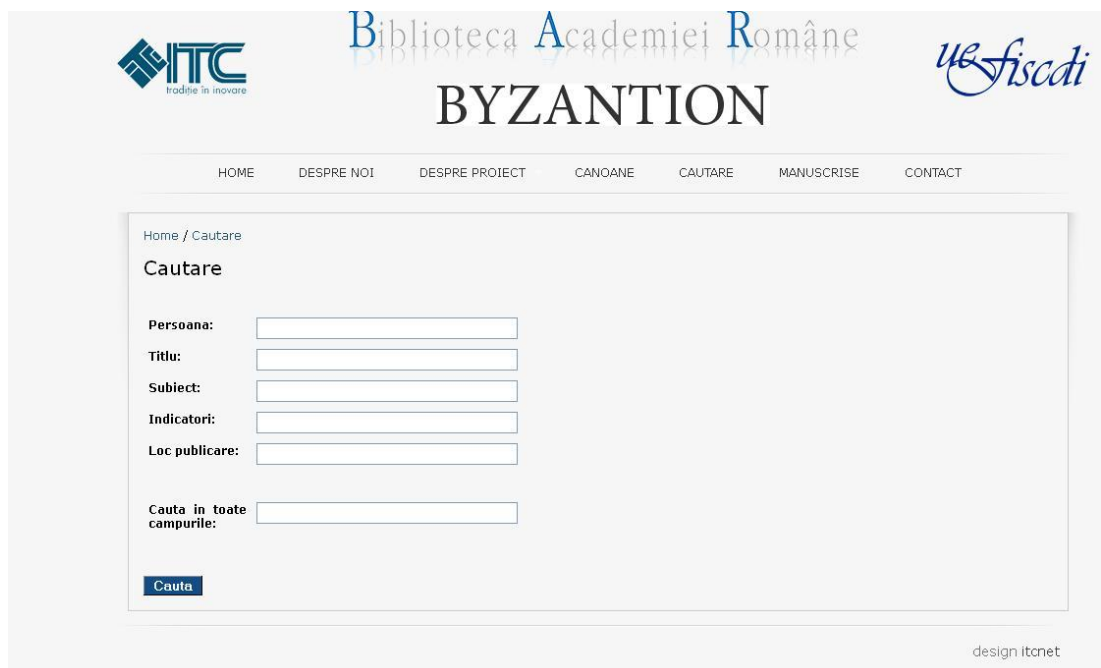 Biblioteca Academiei Române
ITC
tradiție în inovare
uefiscdi
BYZANTION
HOME DESPRE NOI DESPRE PROIECT CANOANE CAUTARE MANUSCRISE CONTACT
Home / Cautare
Cautare
Persoana:
Titlu:
Subiect:
Indicatori:
Loc publicare:
Cauta in toate
campurile:
Cauta
design itcnet